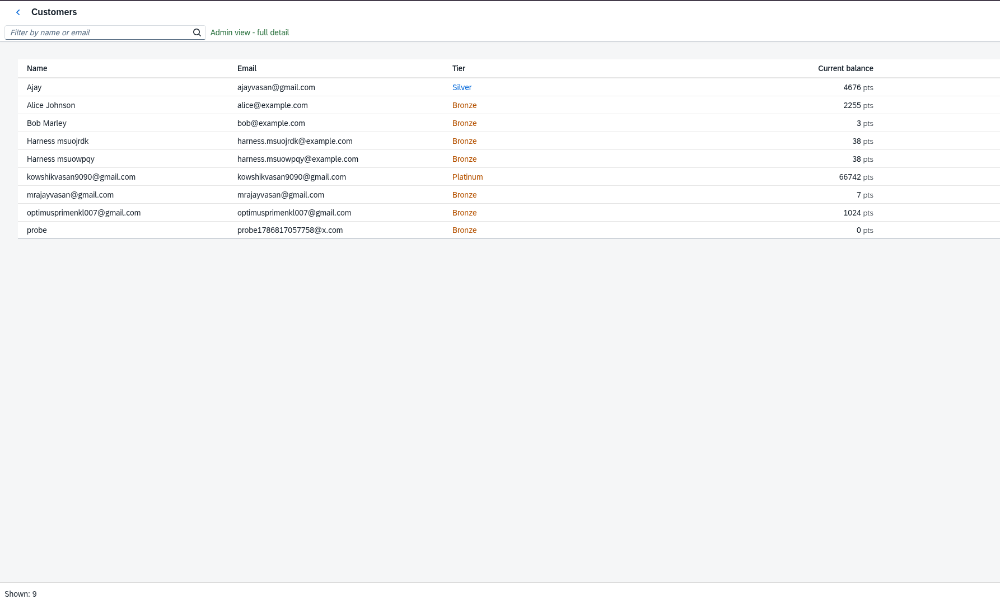 Customers
Filter by name or email
Admin view - full detail
Name Email Tier Current balance
Ajay ajayvasan@gmail.com Silver 4676 pts
Alice Johnson alice@example.com Bronze 2255 pts
Bob Marley bob@example.com Bronze 3 pts
Harness msuojrdk harness.msuojrdk@example.com Bronze 38 pts
Harness msuowpqy harness.msuowpqy@example.com Bronze 38 pts
kowshikvasan9090@gmail.com kowshikvasan9090@gmail.com Platinum 66742 pts
mrajayvasan@gmail.com mrajayvasan@gmail.com Bronze 7 pts
optimusprimenkl007@gmail.com optimusprimenkl007@gmail.com Bronze 1024 pts
probe probe1786817057758@x.com Bronze 0 pts
Shown: 9